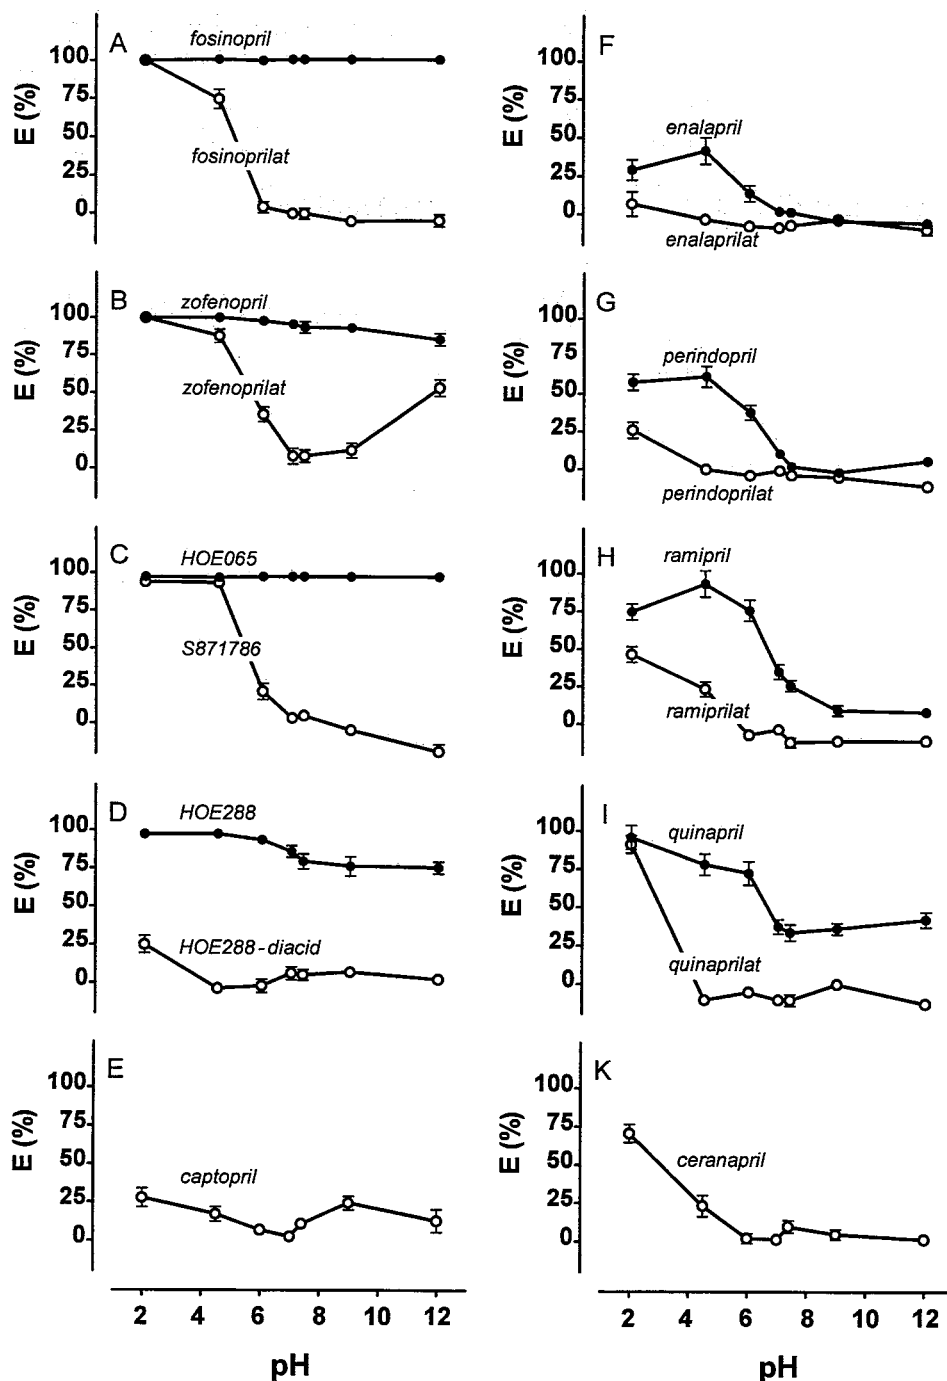 A
fosinopril
100
75
50
25
0
E (%)
fosinoprilat
B
zofenopril
100
75
50
25
0
E (%)
zofenoprilat
C
HOE065
100
75
50
25
0
E (%)
S871786
D
HOE288
100
75
50
25
0
E (%)
HOE288-diacid
E
100
75
50
25
0
E (%)
captopril
2 4 6 8 10 12
pH
F
100
75
50
25
0
E (%)
enalapril
enalaprilat
G
100
75
50
25
0
E (%)
perindopril
perindoprilat
H
100
75
50
25
0
E (%)
ramipril
ramiprilat
I
100
75
50
25
0
E (%)
quinapril
quinaprilat
K
100
75
50
25
0
E (%)
ceranapril
2 4 6 8 10 12
pH